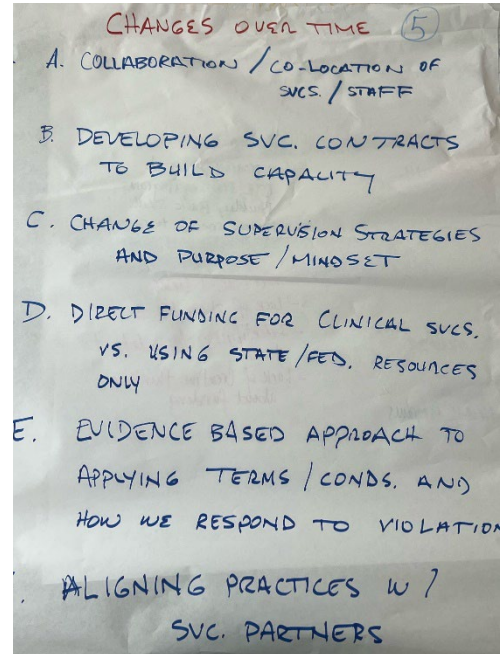 CHANGES OVER TIME 5
A. COLLABORATION / CO-LOCATION OF
SVCS. / STAFF
B. DEVELOPING SVC. CONTRACTS
TO BUILD CAPACITY
C. CHANGE OF SUPERVISION STRATEGIES
AND PURPOSE / MINDSET
D. DIRECT FUNDING FOR CLINICAL SVCS.
VS. USING STATE / FED. RESOURCES
ONLY
E. EVIDENCE BASED APPROACH TO
APPLYING TERMS / CONDS. AND
HOW WE RESPOND TO VIOLATION
ALIGNING PRACTICES W /
SVC. PARTNERS